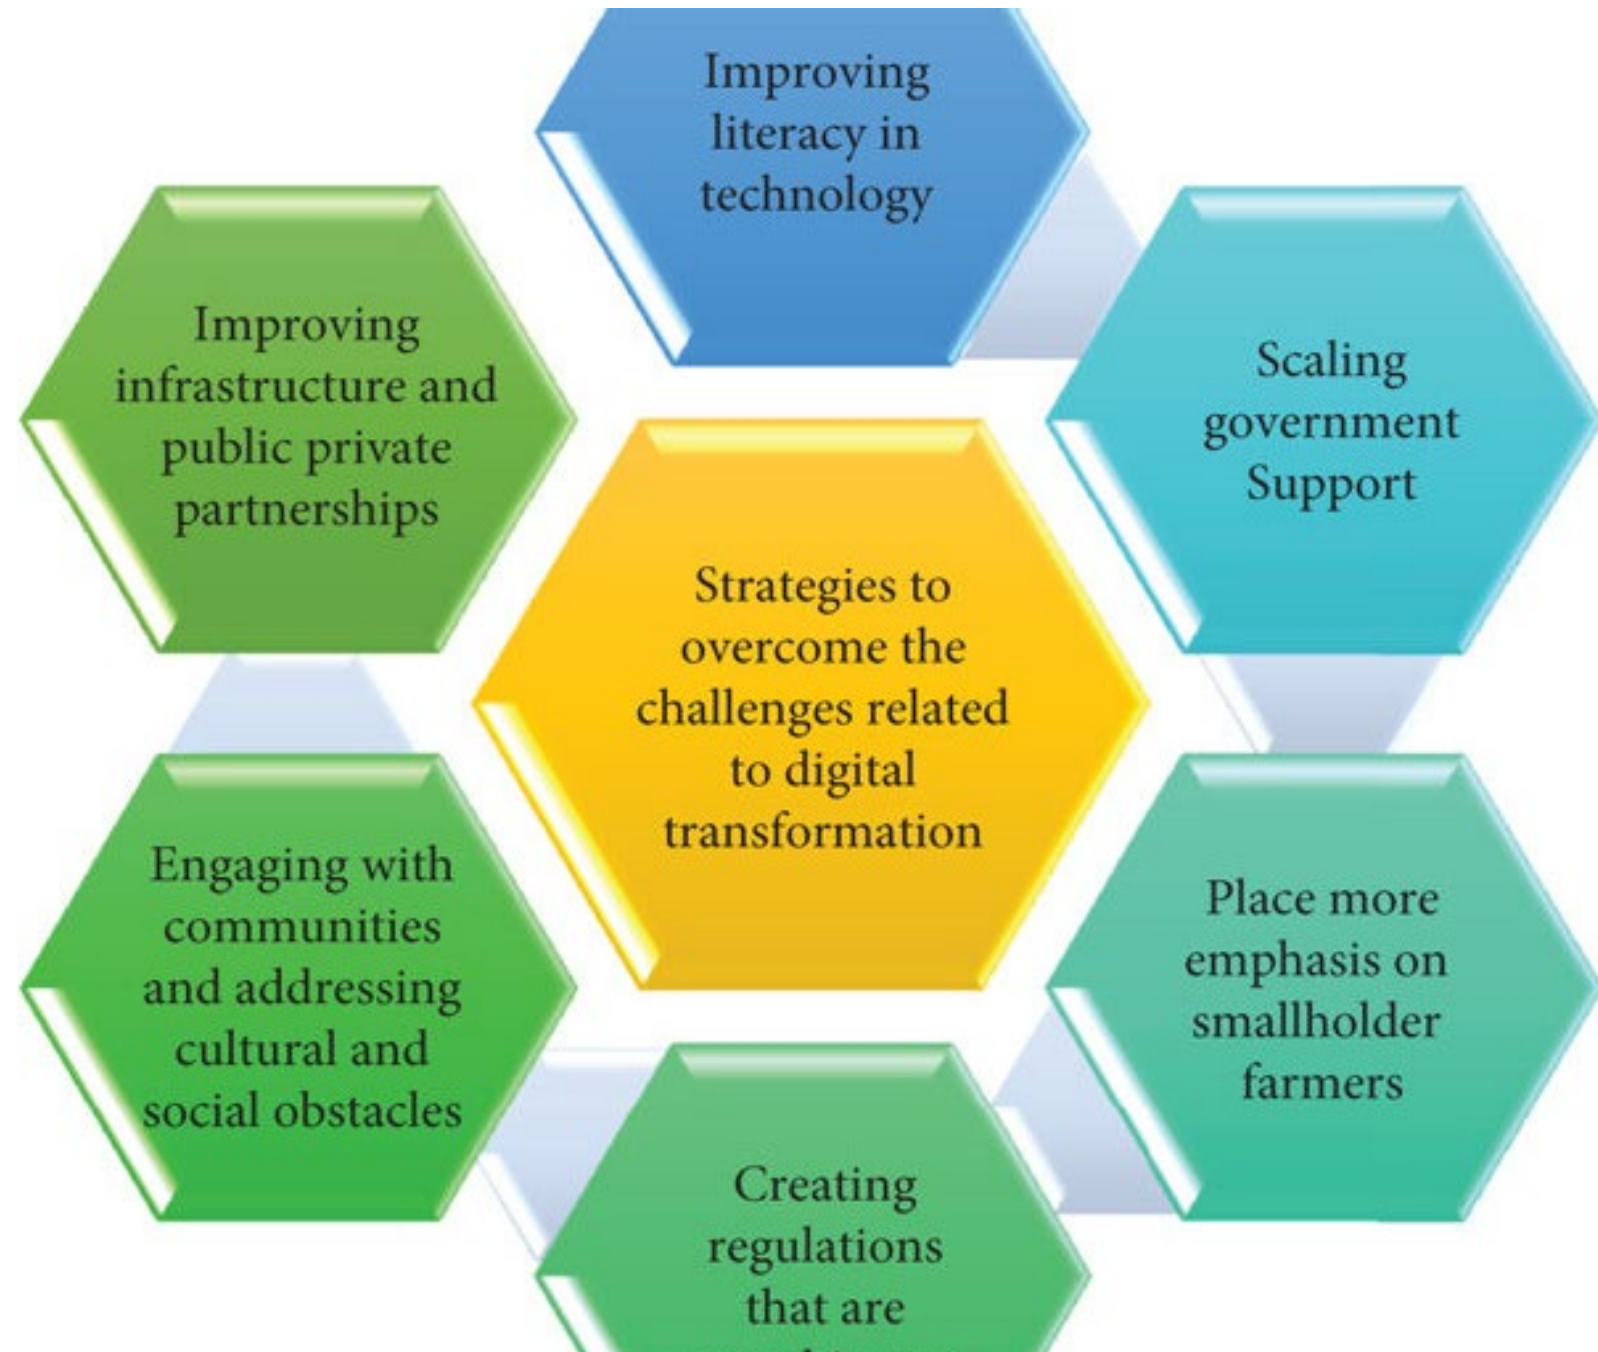 Improving
literacy in
technology
Scaling
government
Support
Improving
infrastructure and
public private
partnerships
Strategies to
overcome the
challenges related
to digital
transformation
Place more
emphasis on
smallholder
farmers
Engaging with
communities
and addressing
cultural and
social obstacles
Creating
regulations
that are